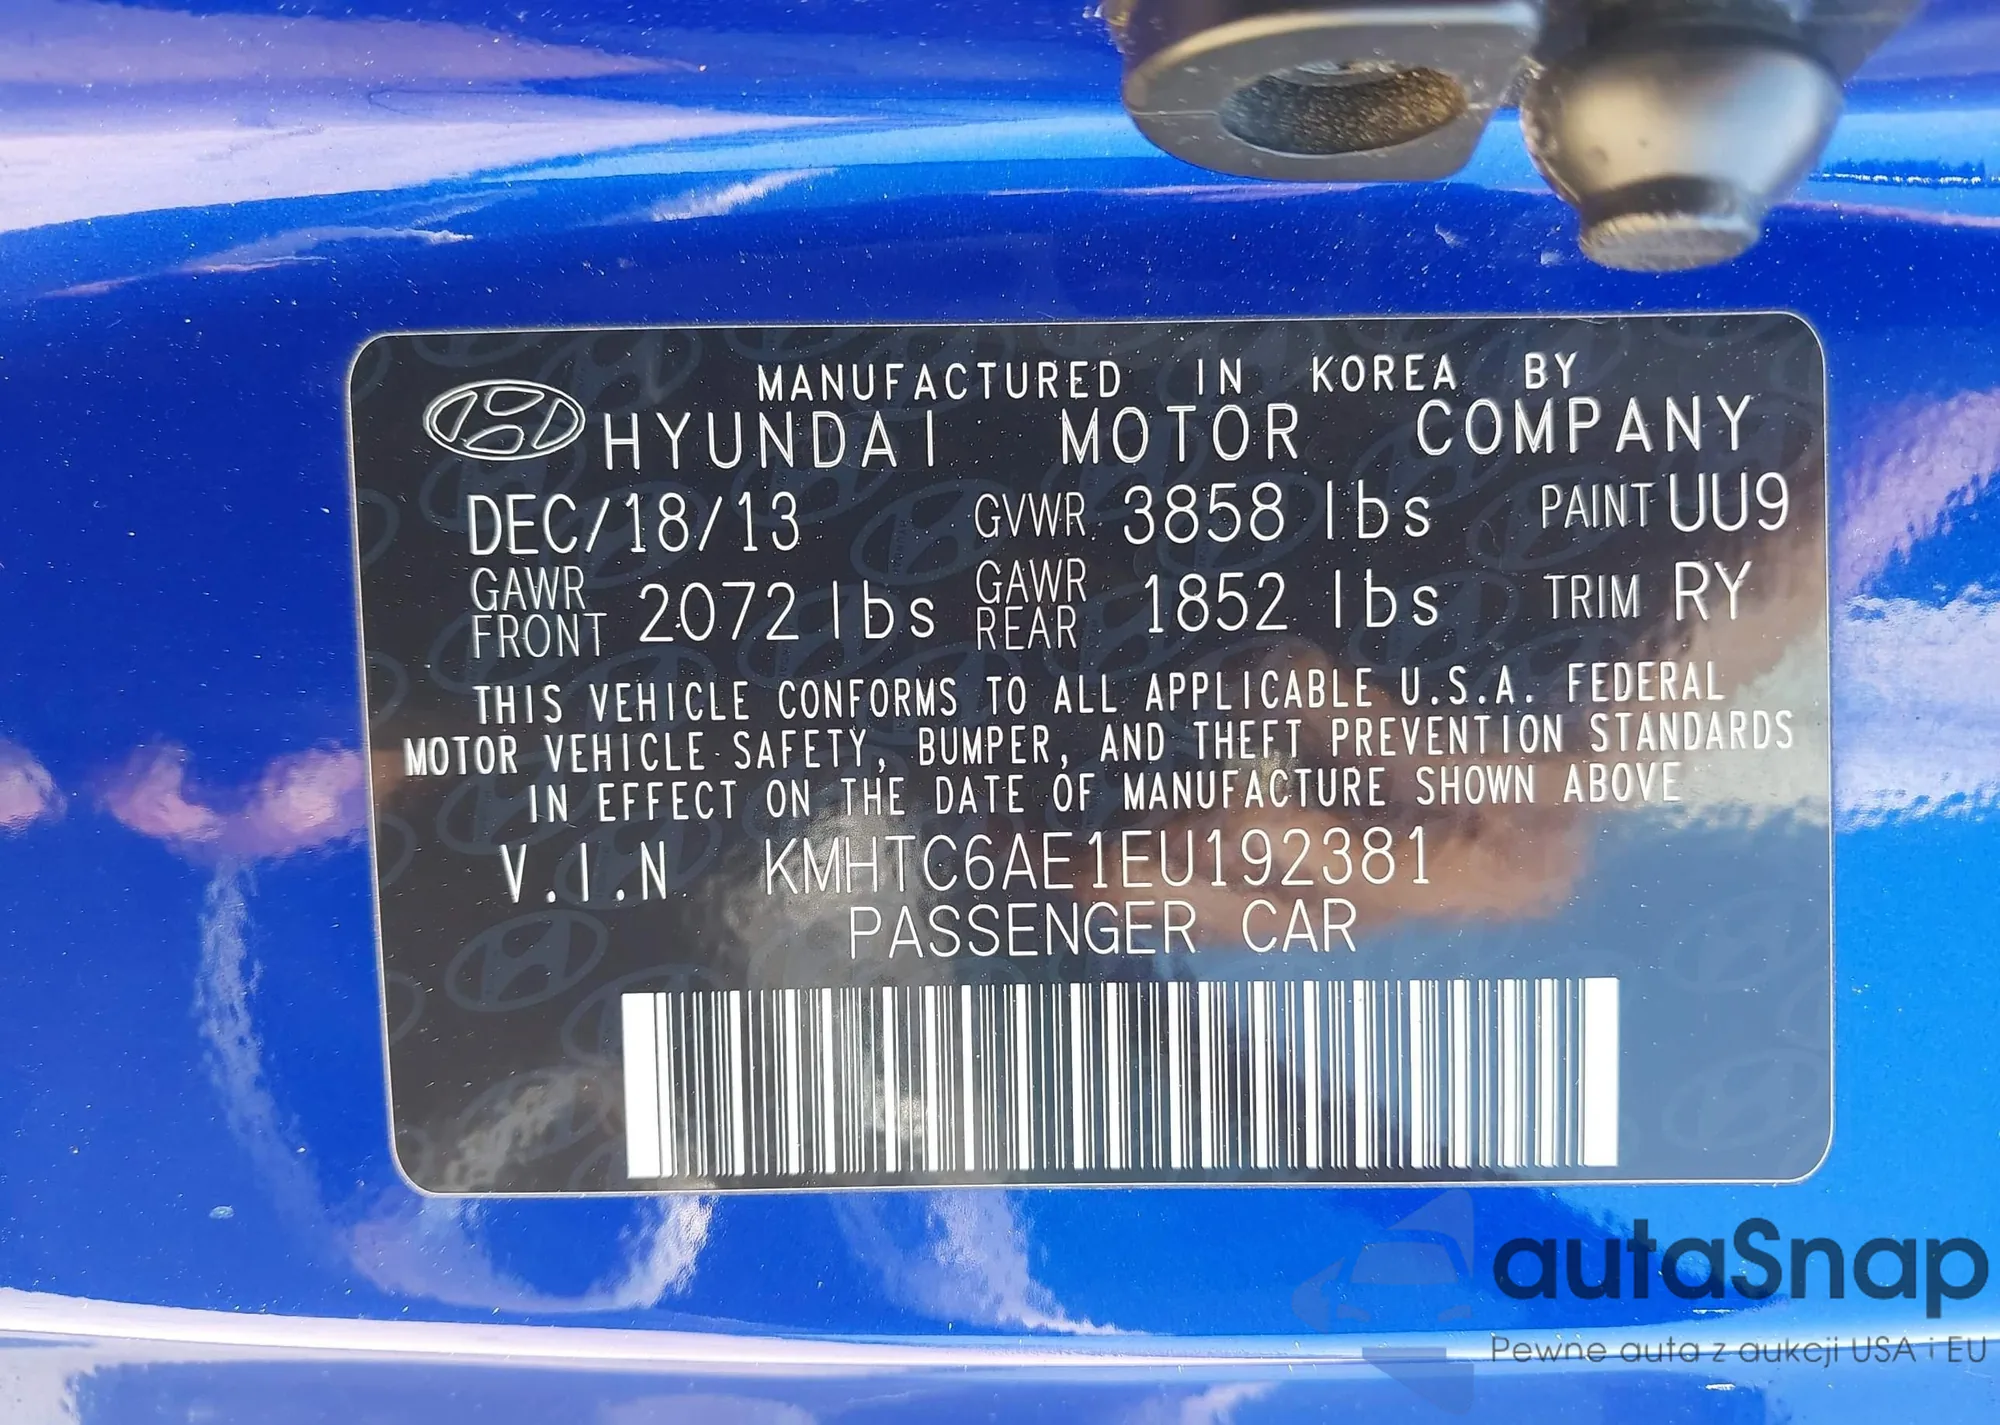 MANUFACTURED IN KOREA BY
HYUNDAI MOTOR COMPANY
DEC/18/13 GVWR 3858 lbs PAINT UU9
GAWR FRONT 2072 lbs GAWR REAR 1852 lbs TRIM RY
THIS VEHICLE CONFORMS TO ALL APPLICABLE U.S.A. FEDERAL
MOTOR VEHICLE SAFETY, BUMPER, AND THEFT PREVENTION STANDARDS
IN EFFECT ON THE DATE OF MANUFACTURE SHOWN ABOVE
V.I.N KMHTC6AE1EU192381
PASSENGER CAR
autaSnap
Pewne auta z aukcji USA i EU